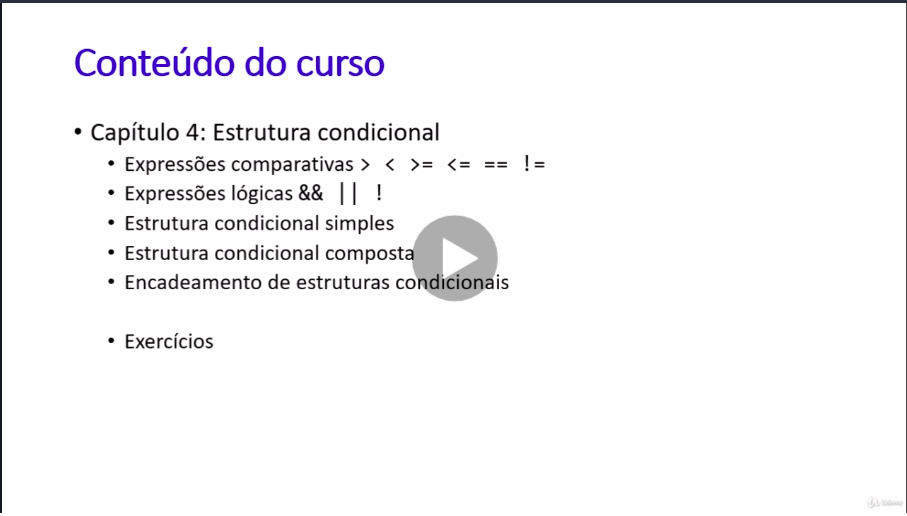 Conteúdo do curso
• Capítulo 4: Estrutura condicional
• Expressões comparativas > < >= <= == !=
• Expressões lógicas && || !
• Estrutura condicional simples
• Estrutura condicional composta
• Encadeamento de estruturas condicionais
• Exercícios
Udemy